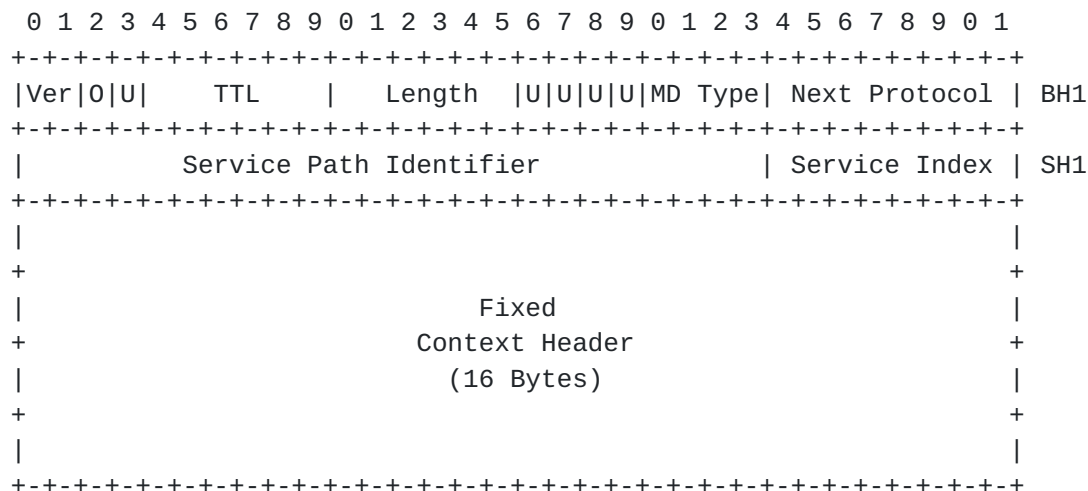 0 1 2 3 4 5 6 7 8 9 0 1 2 3 4 5 6 7 8 9 0 1 2 3 4 5 6 7 8 9 0 1
+-+-+-+-+-+-+-+-+-+-+-+-+-+-+-+-+-+-+-+-+-+-+-+-+-+-+-+-+-+-+-+-+
|Ver|O|U|    TTL    |   Length  |U|U|U|U|MD Type| Next Protocol | BH1
+-+-+-+-+-+-+-+-+-+-+-+-+-+-+-+-+-+-+-+-+-+-+-+-+-+-+-+-+-+-+-+-+
|          Service Path Identifier              | Service Index | SH1
+-+-+-+-+-+-+-+-+-+-+-+-+-+-+-+-+-+-+-+-+-+-+-+-+-+-+-+-+-+-+-+-+
|                                                               |
+                                                               +
|                             Fixed                             |
+                         Context Header                        +
|                           (16 Bytes)                          |
+                                                               +
|                                                               |
+-+-+-+-+-+-+-+-+-+-+-+-+-+-+-+-+-+-+-+-+-+-+-+-+-+-+-+-+-+-+-+-+